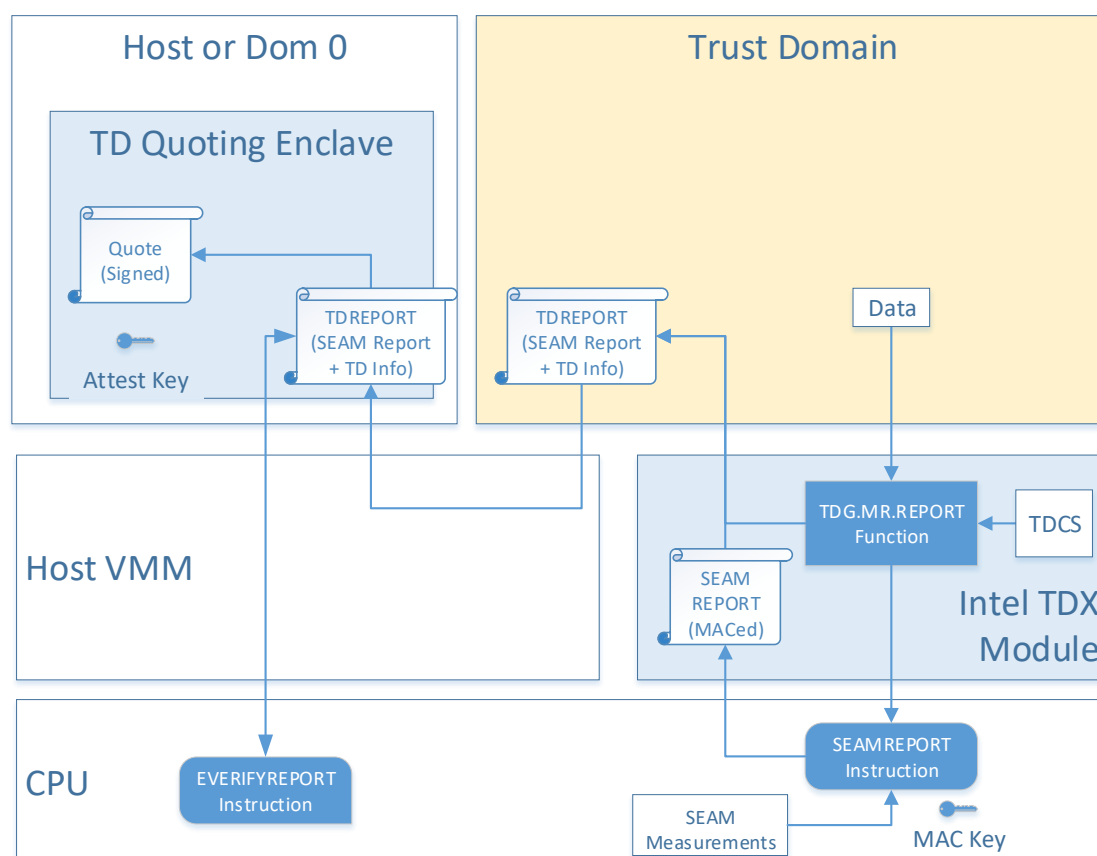 Host or Dom 0
Trust Domain
TD Quoting Enclave
Quote
(Signed)
Attest Key
TDREPORT
(SEAM Report
+ TD Info)
TDREPORT
(SEAM Report
+ TD Info)
Data
Host VMM
TDG.MR.REPORT
Function
TDCS
SEAM
REPORT
(MACed)
Intel TDX
Module
CPU
EVERIFYREPORT
Instruction
SEAMREPORT
Instruction
SEAM
Measurements
MAC Key